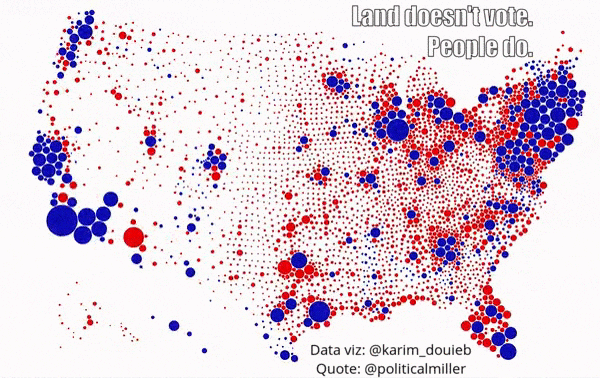 Land doesn't vote.
People do.
Data viz: @karim_douieb
Quote: @politicalmiller